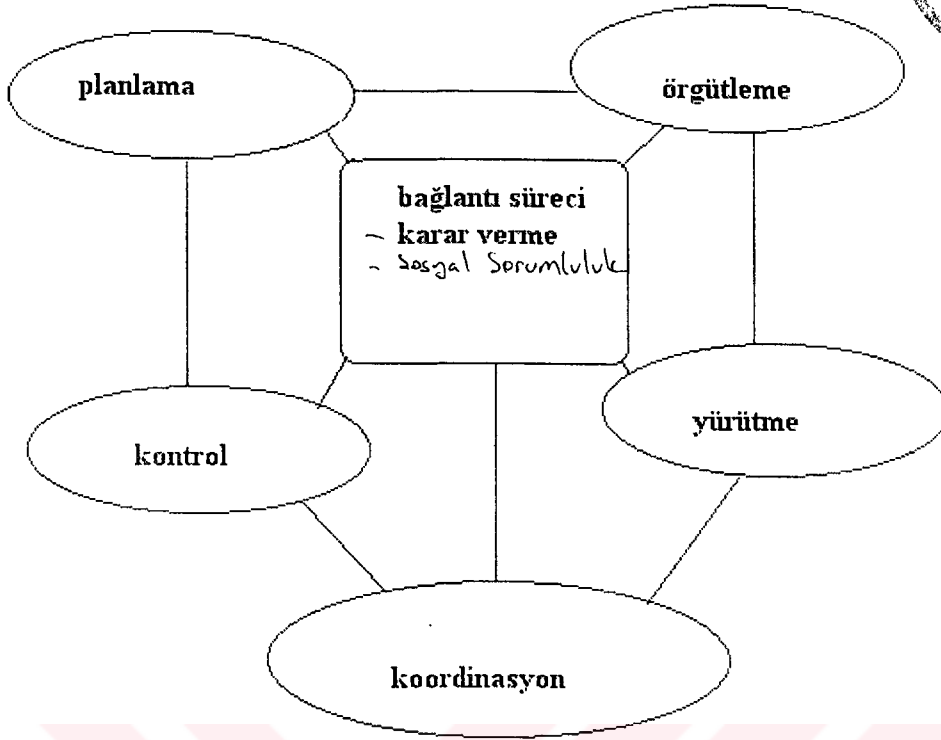 planlama
örgütleme
bağlantı süreci
- karar verme
- Sosyal Sorumluluk
kontrol
yürütme
koordinasyon